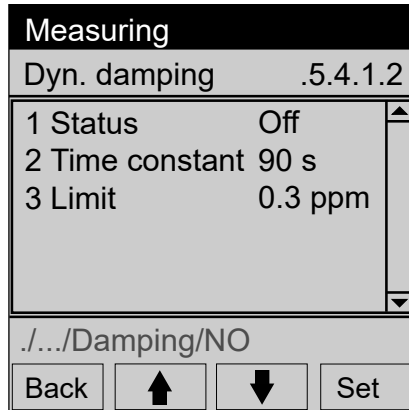 Measuring
Dyn. damping .5.4.1.2
1 Status Off
2 Time constant 90 s
3 Limit 0.3 ppm
./.../Damping/NO
Back Set